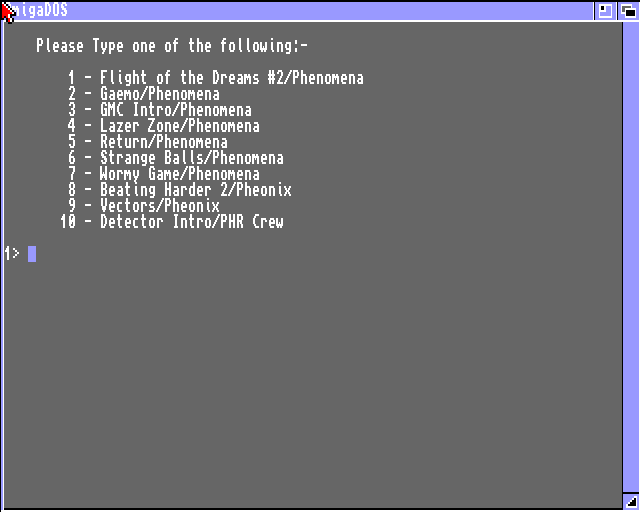 migaDOS
Please Type one of the following:-
1 - Flight of the Dreams #2/Phenomena
2 - Gaemo/Phenomena
3 - GMC Intro/Phenomena
4 - Lazer Zone/Phenomena
5 - Return/Phenomena
6 - Strange Balls/Phenomena
7 - Wormy Game/Phenomena
8 - Beating Harder 2/Pheonix
9 - Vectors/Pheonix
10 - Detector Intro/PHR Crew
1>